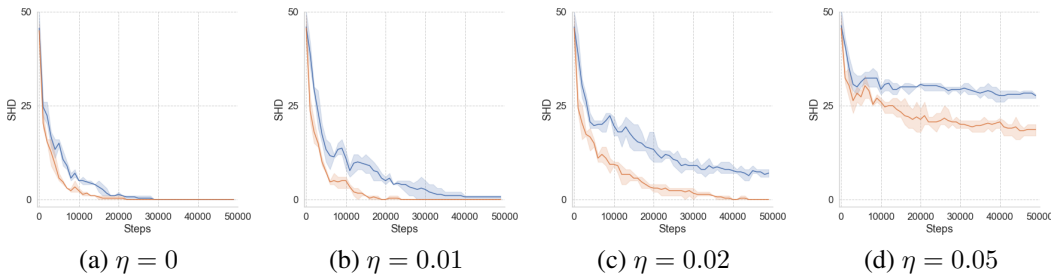 50 50 50 50
SHD SHD SHD SHD
25 25 25 25
0 0 0 0
0 10000 20000 30000 40000 50000 0 10000 20000 30000 40000 50000 0 10000 20000 30000 40000 50000 0 10000 20000 30000 40000 50000
Steps Steps Steps Steps
(a) η = 0 (b) η = 0.01 (c) η = 0.02 (d) η = 0.05